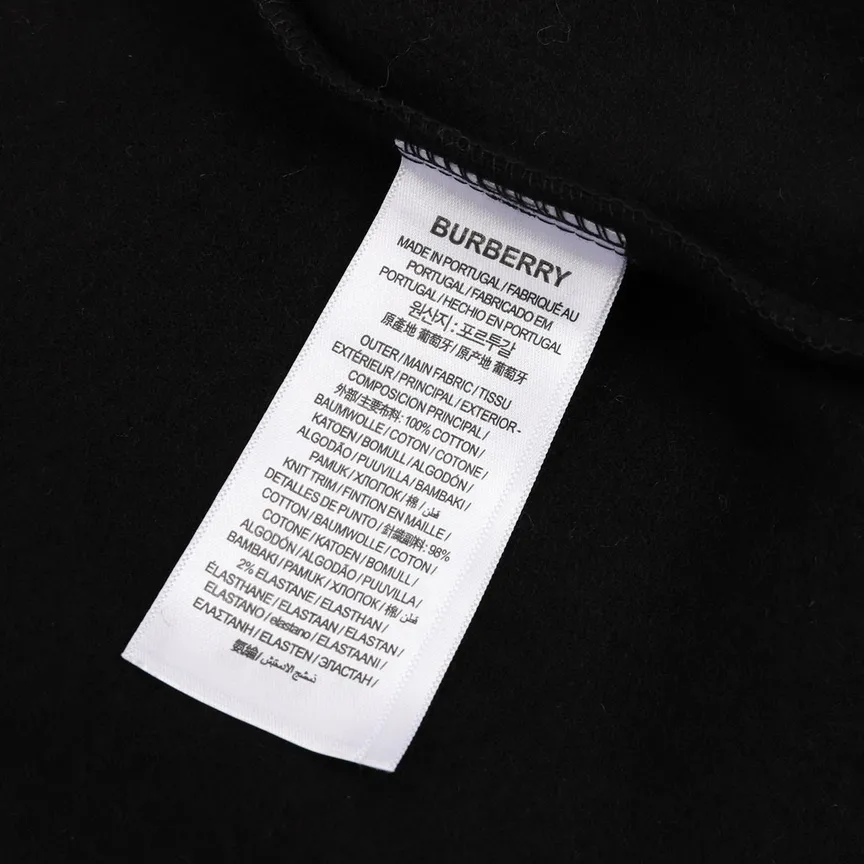 BURBERRY
MADE IN PORTUGAL / FABRIQUÉ AU
PORTUGAL / FABRICADO EM
PORTUGAL / HECHO EN PORTUGAL
원산지 : 포르투갈
原產地 葡萄牙 / 原产地 葡萄牙
OUTER / MAIN FABRIC / TISSU
EXTÉRIEUR / PRINCIPAL / EXTERIOR -
COMPOSICION PRINCIPAL /
外部/主要布料: 100% COTTON /
BAUMWOLLE / COTON / COTONE /
KATOEN / BOMULL / ALGODÓN /
ALGODÃO / PUUVILLA / BAMBAKI /
PAMUK / ХЛОПОК / 棉 / قطن
KNIT TRIM / FINTION EN MAILLE /
DETALLES DE PUNTO / 針織副料: 98%
COTTON / BAUMWOLLE / COTON /
COTONE / KATOEN / BOMULL /
ALGODÓN / ALGODÃO / PUUVILLA /
BAMBAKI / PAMUK / ХЛОПОК / 棉 / قطن
2% ELASTANE / ELASTHAN /
ÉLASTHANE / ELASTAAN / ELASTAN /
ELASTANO / elastano / ELASTAANI /
ΕΛΑΣΤΑΝΗ / ELASTEN / ЭЛАСТАН /
氨綸 /